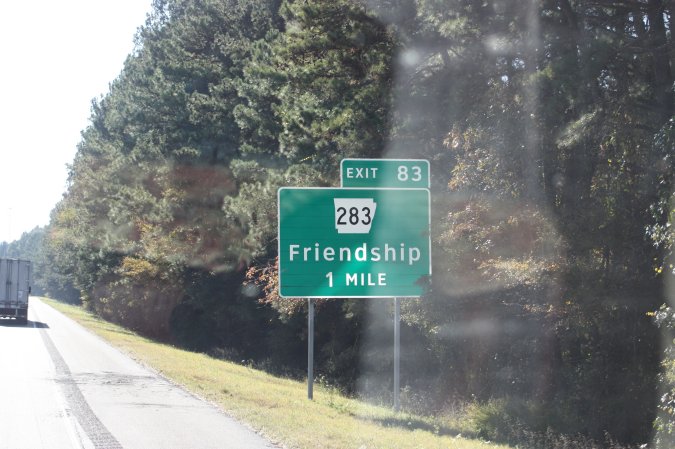 EXIT 83
283
Friendship
1 MILE